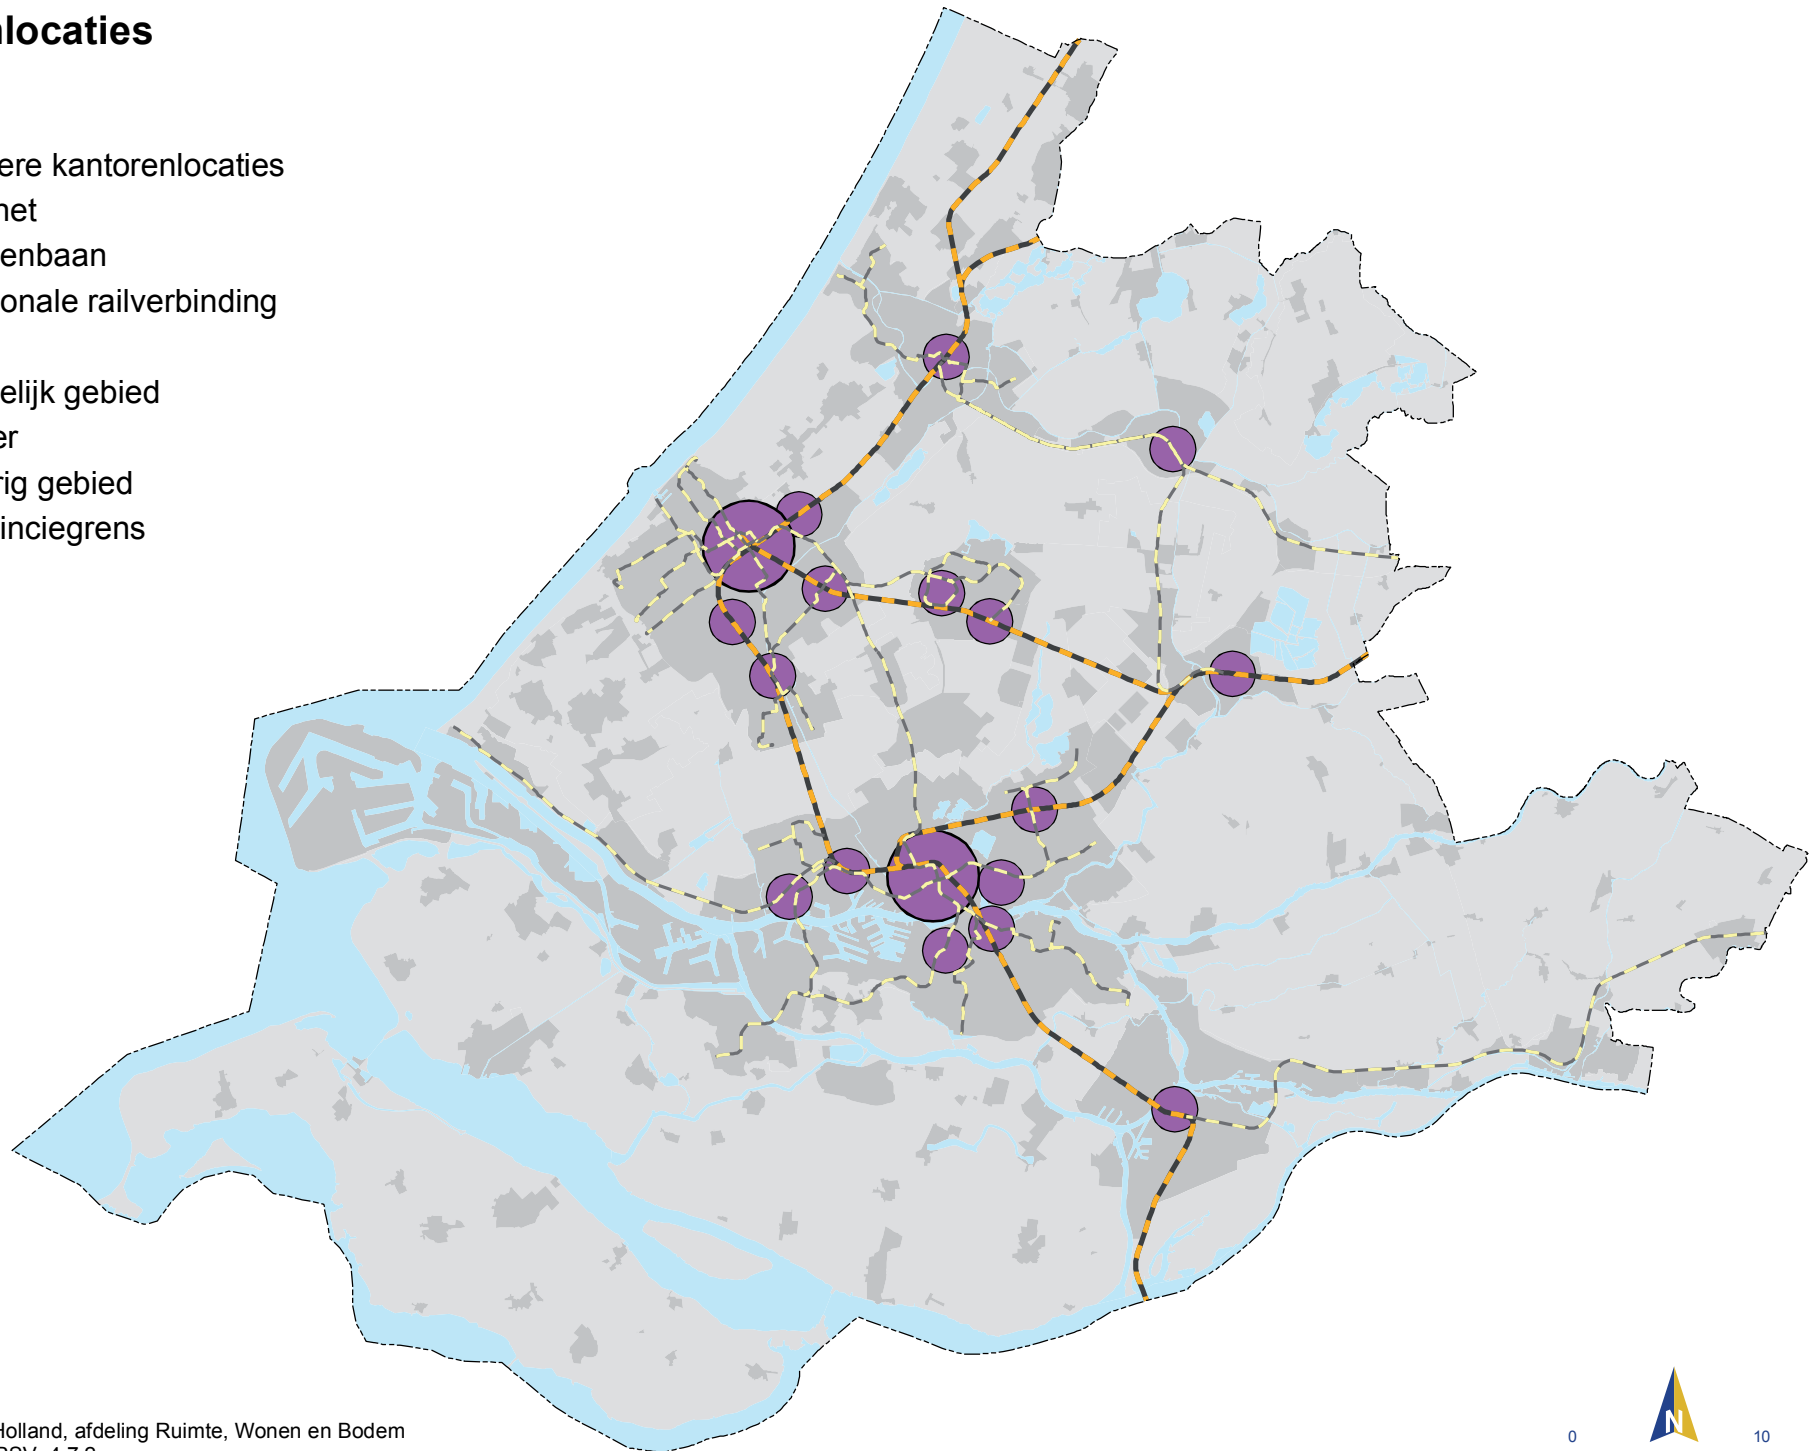 nlocaties
ere kantorenlocaties
net
enbaan
onale railverbinding
elijk gebied
er
rig gebied
inciegrens
Holland, afdeling Ruimte, Wonen en Bodem
0
N
10